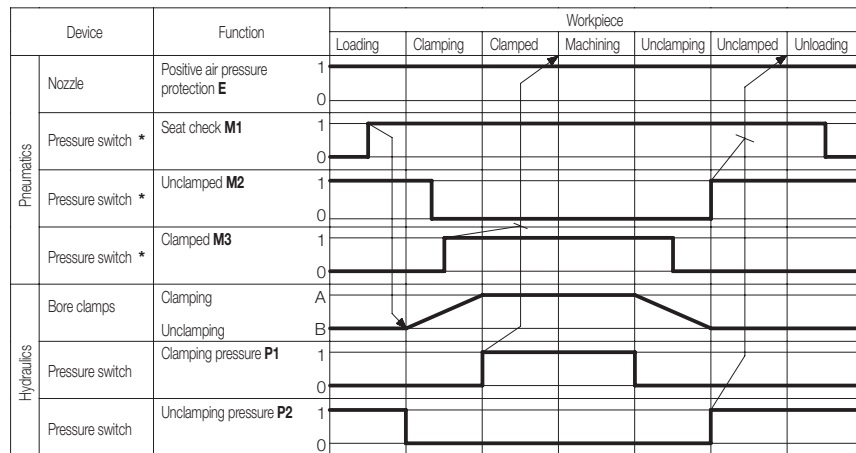 Device Function Workpiece
Loading Clamping Clamped Machining Unclamping Unclamped Unloading
Pneumatics
Nozzle Positive air pressure protection E 1
0
Pressure switch * Seat check M1 1
0
Pressure switch * Unclamped M2 1
0
Pressure switch * Clamped M3 1
0
Hydraulics
Bore clamps Clamping A
Unclamping B
Pressure switch Clamping pressure P1 1
0
Pressure switch Unclamping pressure P2 1
0